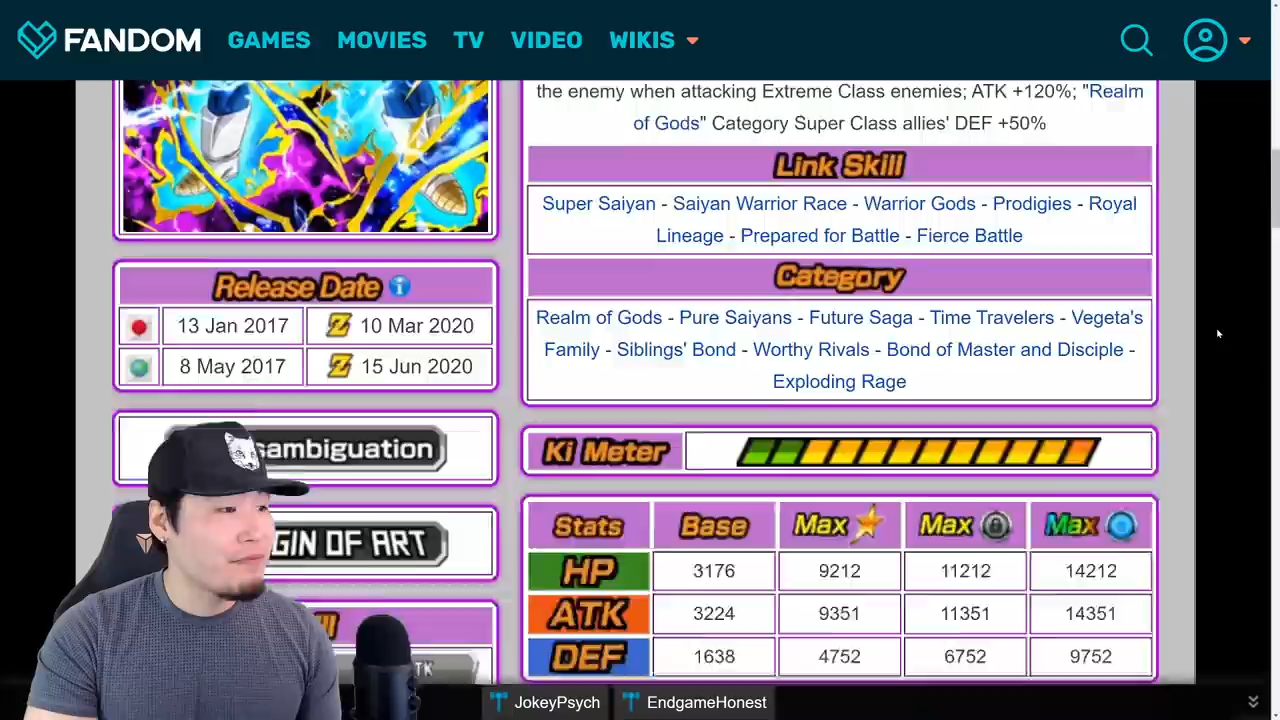 FANDOM GAMES MOVIES TV VIDEO WIKIS
the enemy when attacking Extreme Class enemies; ATK +120%; "Realm
of Gods" Category Super Class allies' DEF +50%
Link Skill
Super Saiyan - Saiyan Warrior Race - Warrior Gods - Prodigies - Royal
Lineage - Prepared for Battle - Fierce Battle
Category
Realm of Gods - Pure Saiyans - Future Saga - Time Travelers - Vegeta's
Family - Siblings' Bond - Worthy Rivals - Bond of Master and Disciple -
Exploding Rage
Release Date
13 Jan 2017 Z 10 Mar 2020
8 May 2017 Z 15 Jun 2020
sambiguation
GIN OF ART
TK
Ki Meter
Stats Base Max Max Max
HP 3176 9212 11212 14212
ATK 3224 9351 11351 14351
DEF 1638 4752 6752 9752
JokeyPsych EndgameHonest